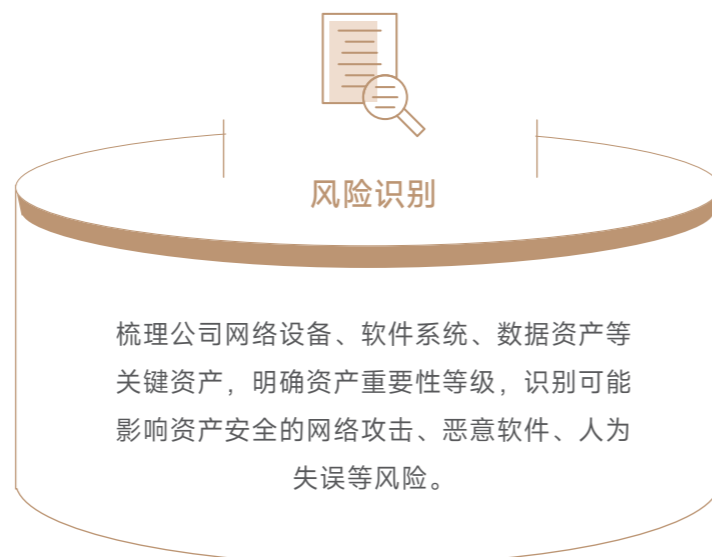 风险识别
梳理公司网络设备、软件系统、数据资产等
关键资产，明确资产重要性等级，识别可能
影响资产安全的网络攻击、恶意软件、人为
失误等风险。